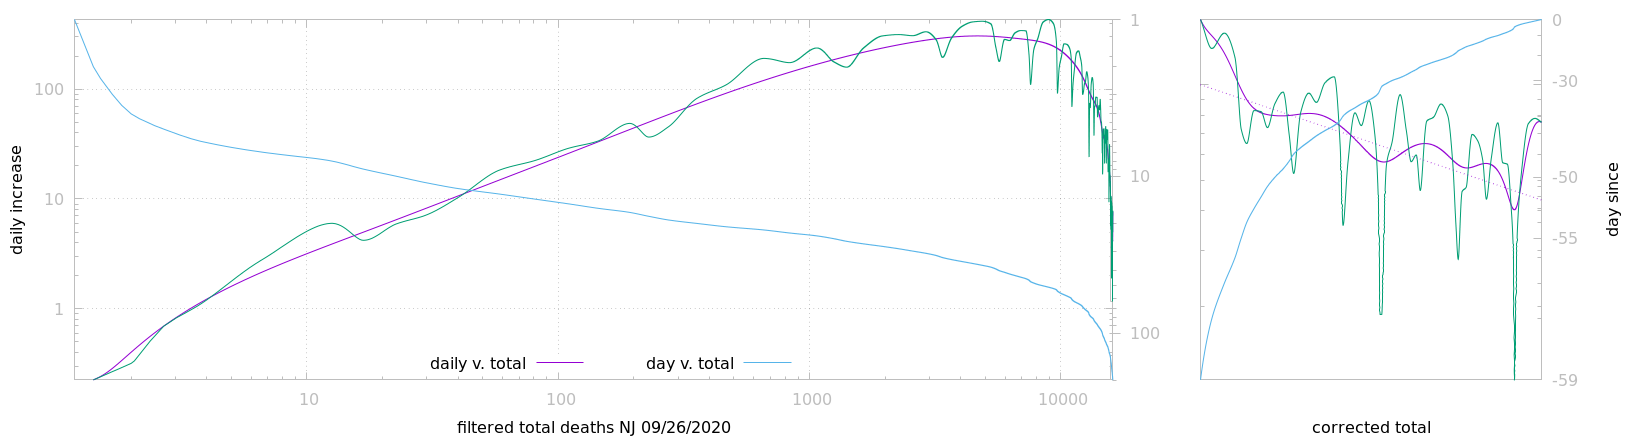 daily increase
100
10
1
10
100
1000
10000
1
10
100
daily v. total
day v. total
filtered total deaths NJ 09/26/2020
0
-30
-50
-55
-59
day since
corrected total